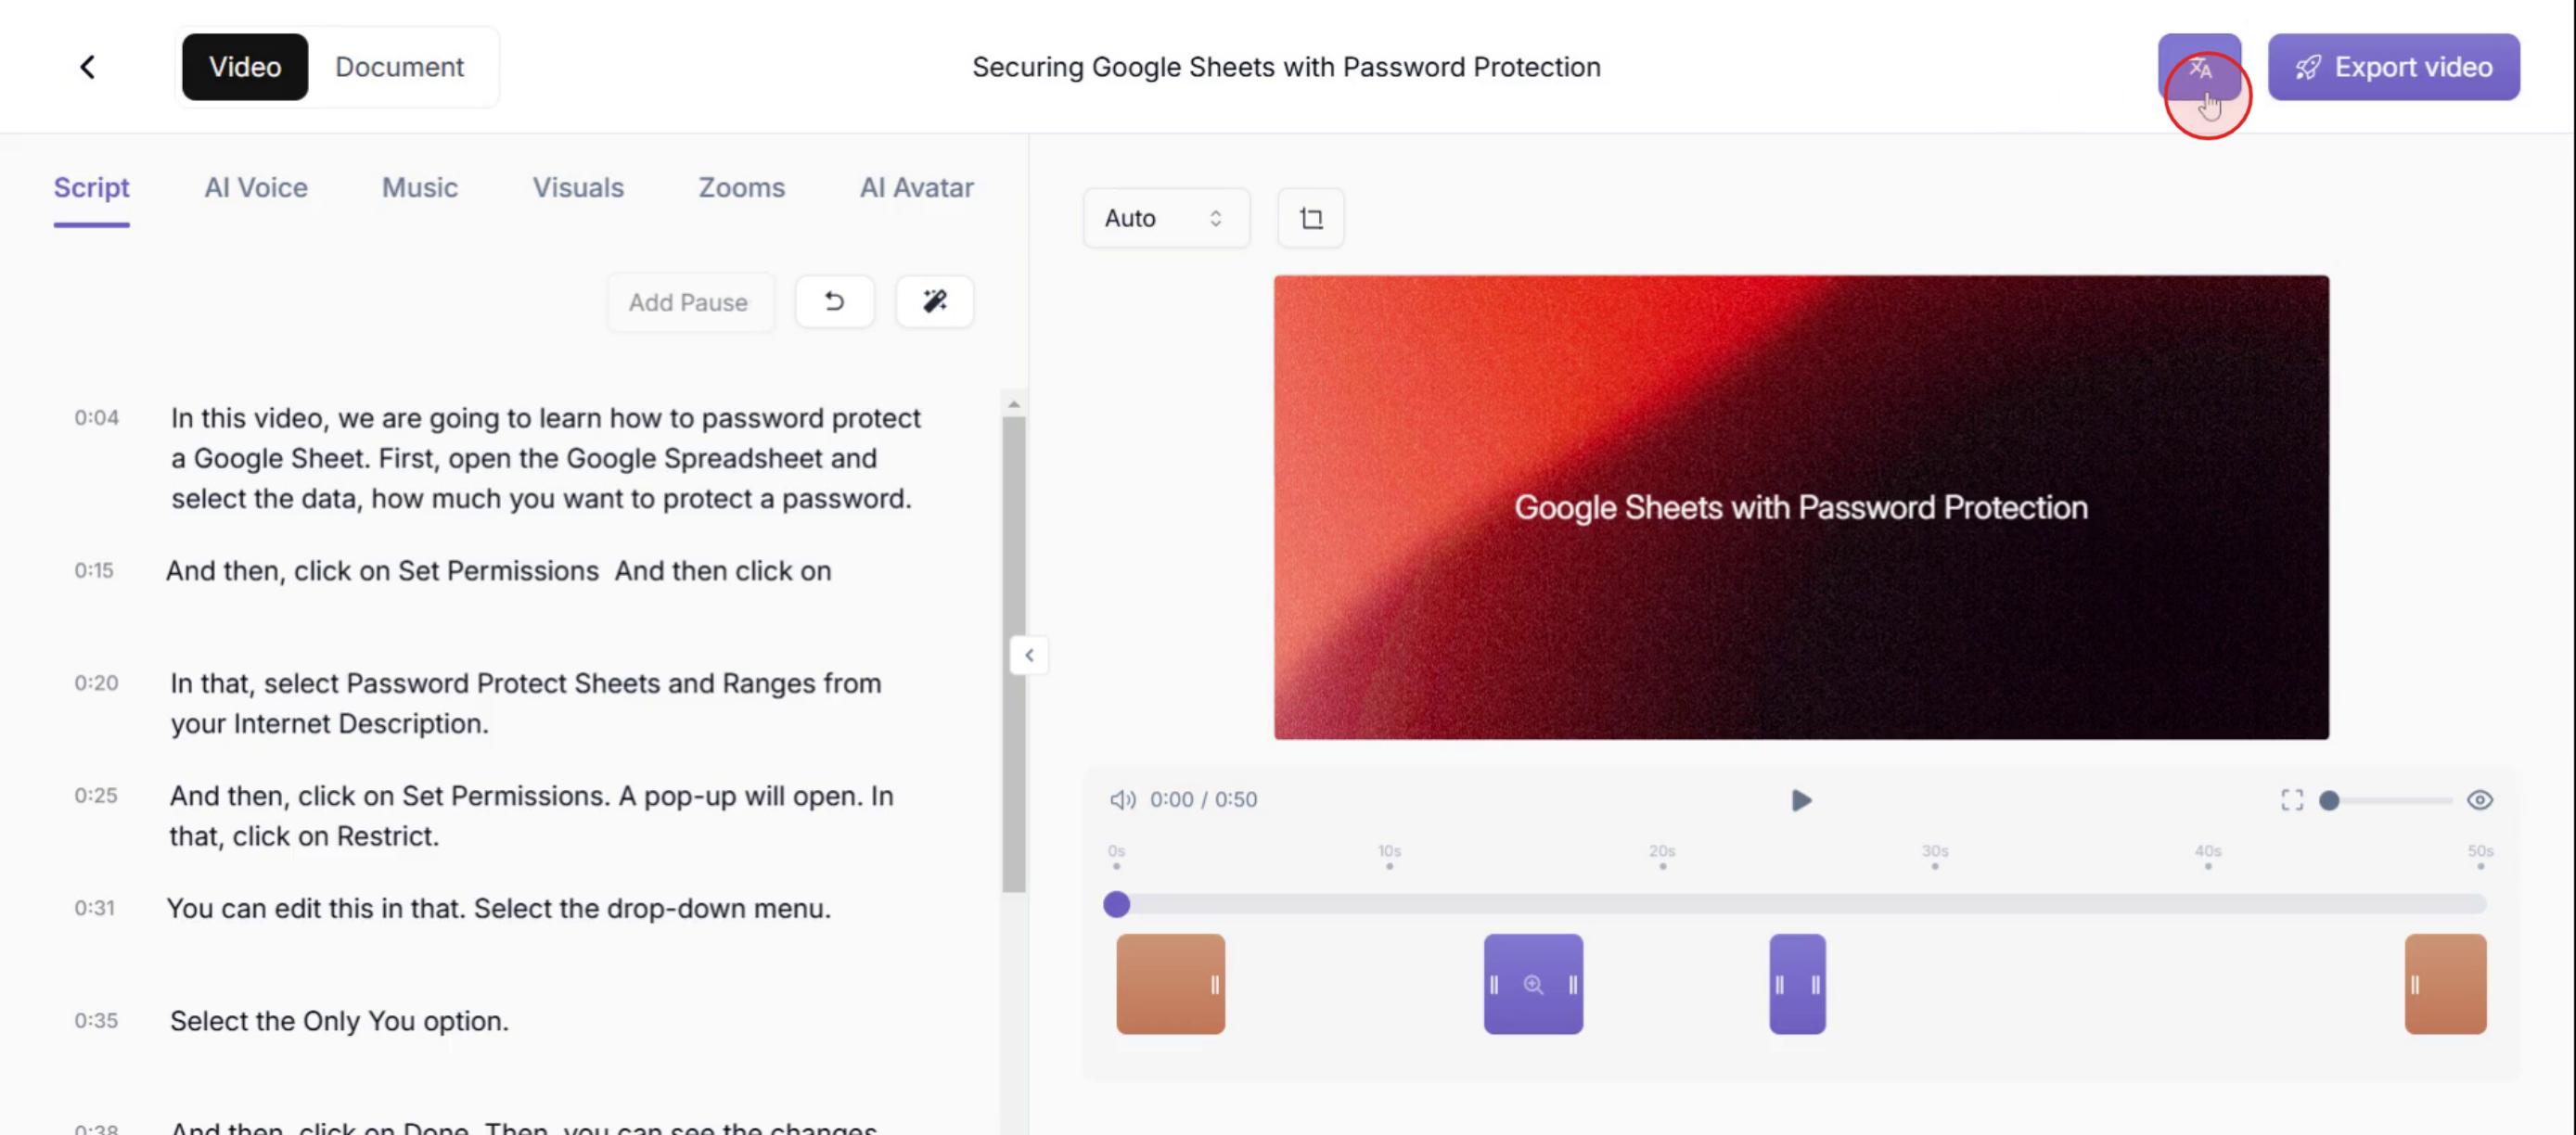 Video
Document
Securing Google Sheets with Password Protection
Export video
Script
AI Voice
Music
Visuals
Zooms
AI Avatar
Add Pause
0:04
In this video, we are going to learn how to password protect
a Google Sheet. First, open the Google Spreadsheet and
select the data, how much you want to protect a password.
0:15
And then, click on Set Permissions  And then click on
0:20
In that, select Password Protect Sheets and Ranges from
your Internet Description.
0:25
And then, click on Set Permissions. A pop-up will open. In
that, click on Restrict.
0:31
You can edit this in that. Select the drop-down menu.
0:35
Select the Only You option.
0:38
And then, click on Done. Then, you can see the changes
Auto
Google Sheets with Password Protection
0:00 / 0:50
0s
10s
20s
30s
40s
50s